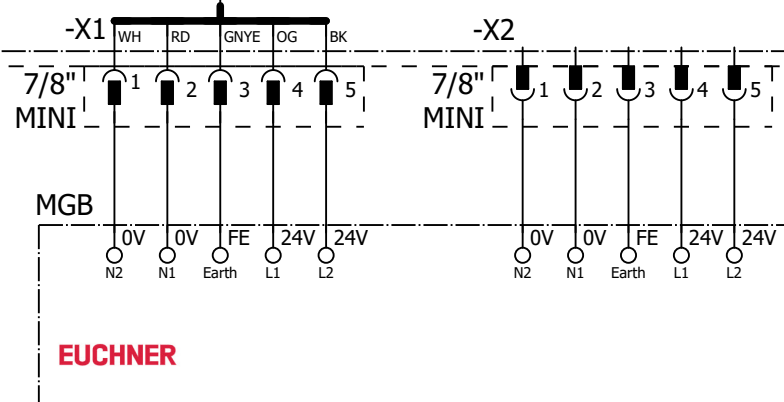 -X1 WH RD GNYE OG BK -X2
7/8" 1 2 3 4 5 7/8" 1 2 3 4 5
MINI MINI
MGB
0V 0V FE 24V 24V 0V 0V FE 24V 24V
N2 N1 Earth L1 L2 N2 N1 Earth L1 L2
EUCHNER